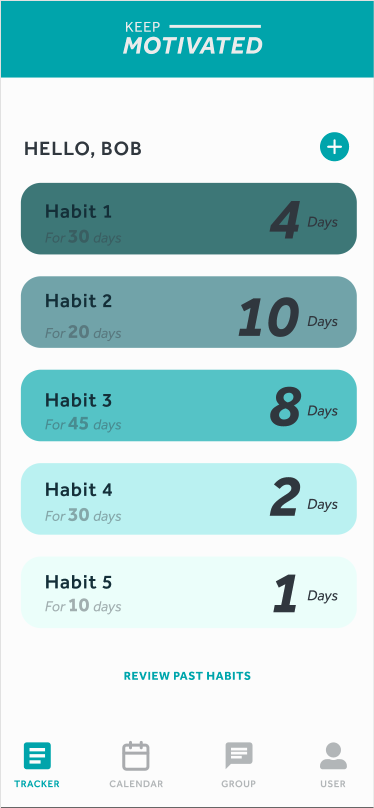 KEEP
MOTIVATED
HELLO, BOB
Habit 1
For 30 days
4 Days
Habit 2
For 20 days
10 Days
Habit 3
For 45 days
8 Days
Habit 4
For 30 days
2 Days
Habit 5
For 10 days
1 Days
REVIEW PAST HABITS
TRACKER
CALENDAR
GROUP
USER